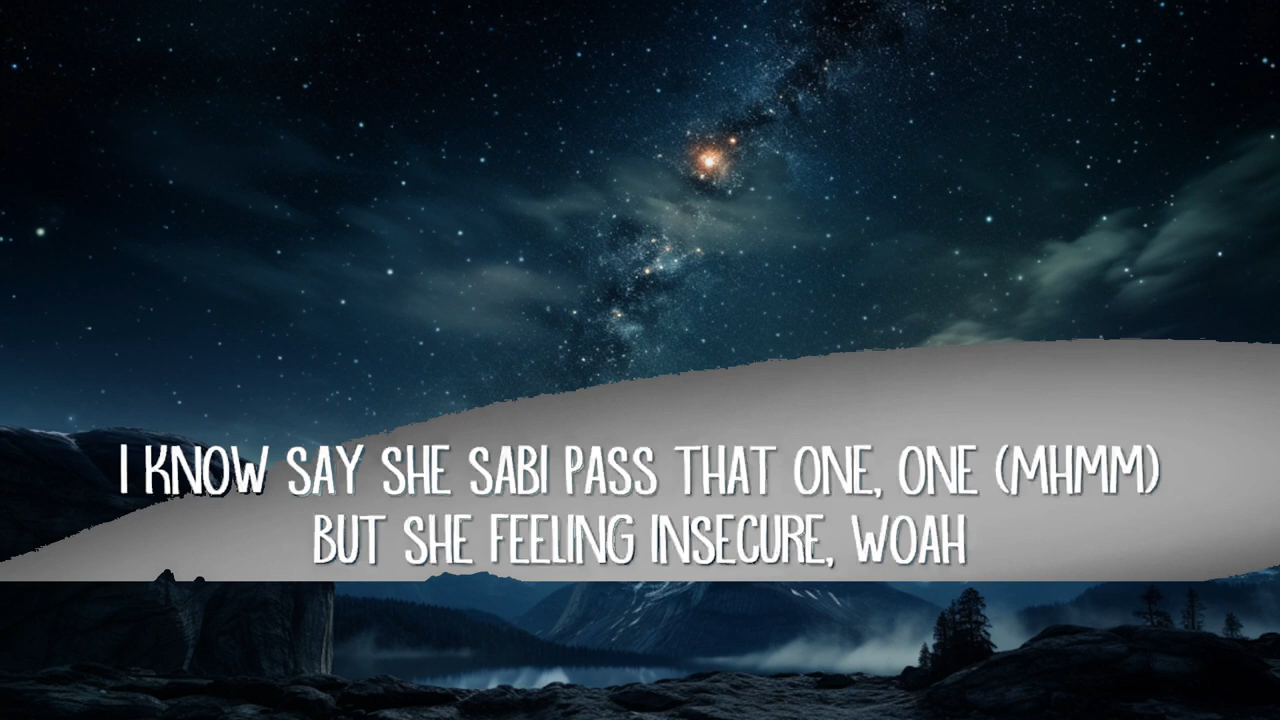 I KNOW SAY SHE SABI PASS THAT ONE, ONE (MHMM)
BUT SHE FEELING INSECURE, WOAH